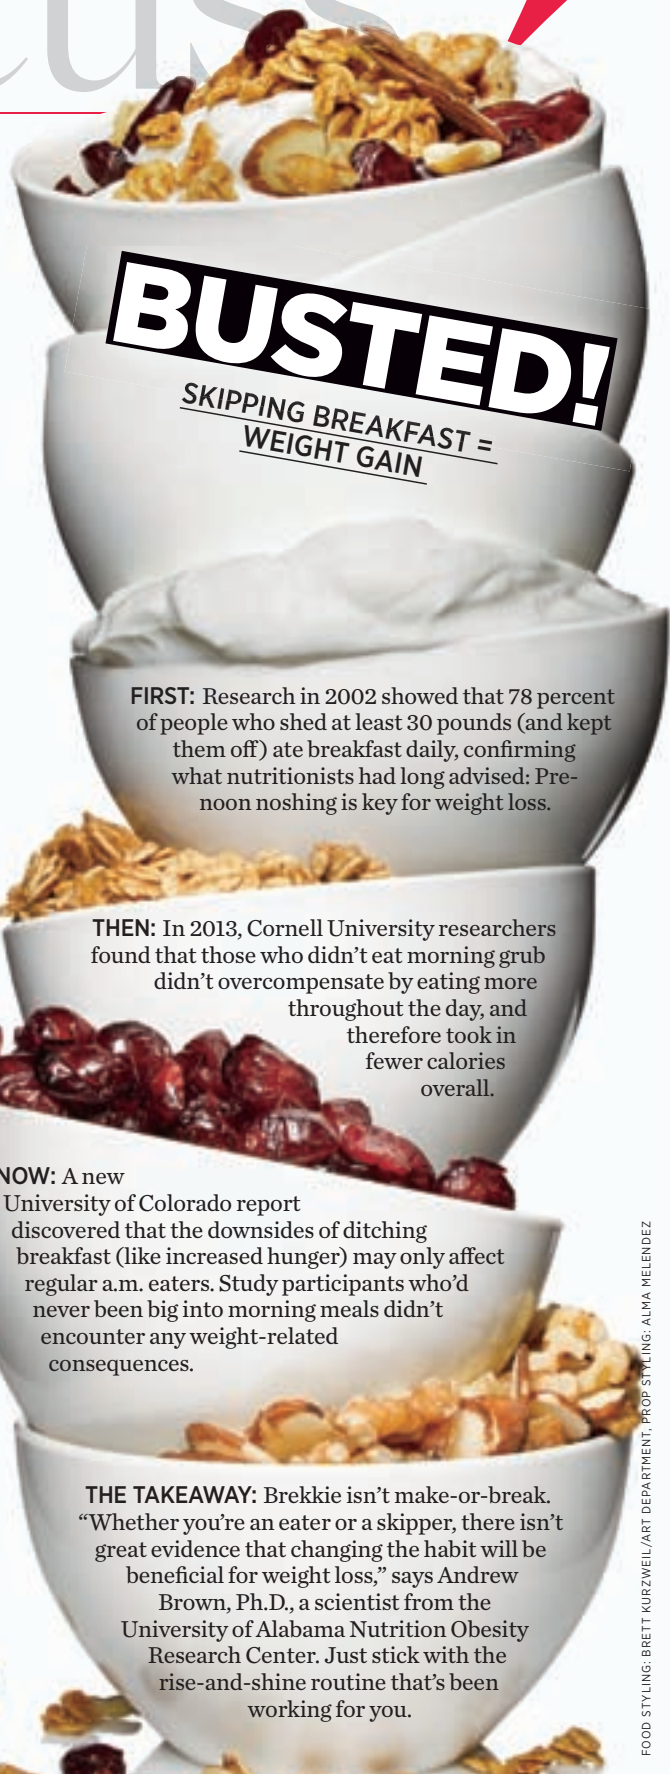 uss
BUSTED!
SKIPPING BREAKFAST =
WEIGHT GAIN
FIRST: Research in 2002 showed that 78 percent
of people who shed at least 30 pounds (and kept
them off) ate breakfast daily, confirming
what nutritionists had long advised: Pre-
noon noshing is key for weight loss.
THEN: In 2013, Cornell University researchers
found that those who didn't eat morning grub
didn't overcompensate by eating more
throughout the day, and
therefore took in
fewer calories
overall.
NOW: A new
University of Colorado report
discovered that the downsides of ditching
breakfast (like increased hunger) may only affect
regular a.m. eaters. Study participants who'd
never been big into morning meals didn't
encounter any weight-related
consequences.
THE TAKEAWAY: Brekkie isn't make-or-break.
“Whether you're an eater or a skipper, there isn't
great evidence that changing the habit will be
beneficial for weight loss,” says Andrew
Brown, Ph.D., a scientist from the
University of Alabama Nutrition Obesity
Research Center. Just stick with the
rise-and-shine routine that's been
working for you.
FOOD STYLING: BRETT KURZWEIL/ART DEPARTMENT, PROP STYLING: ALMA MELENDEZ